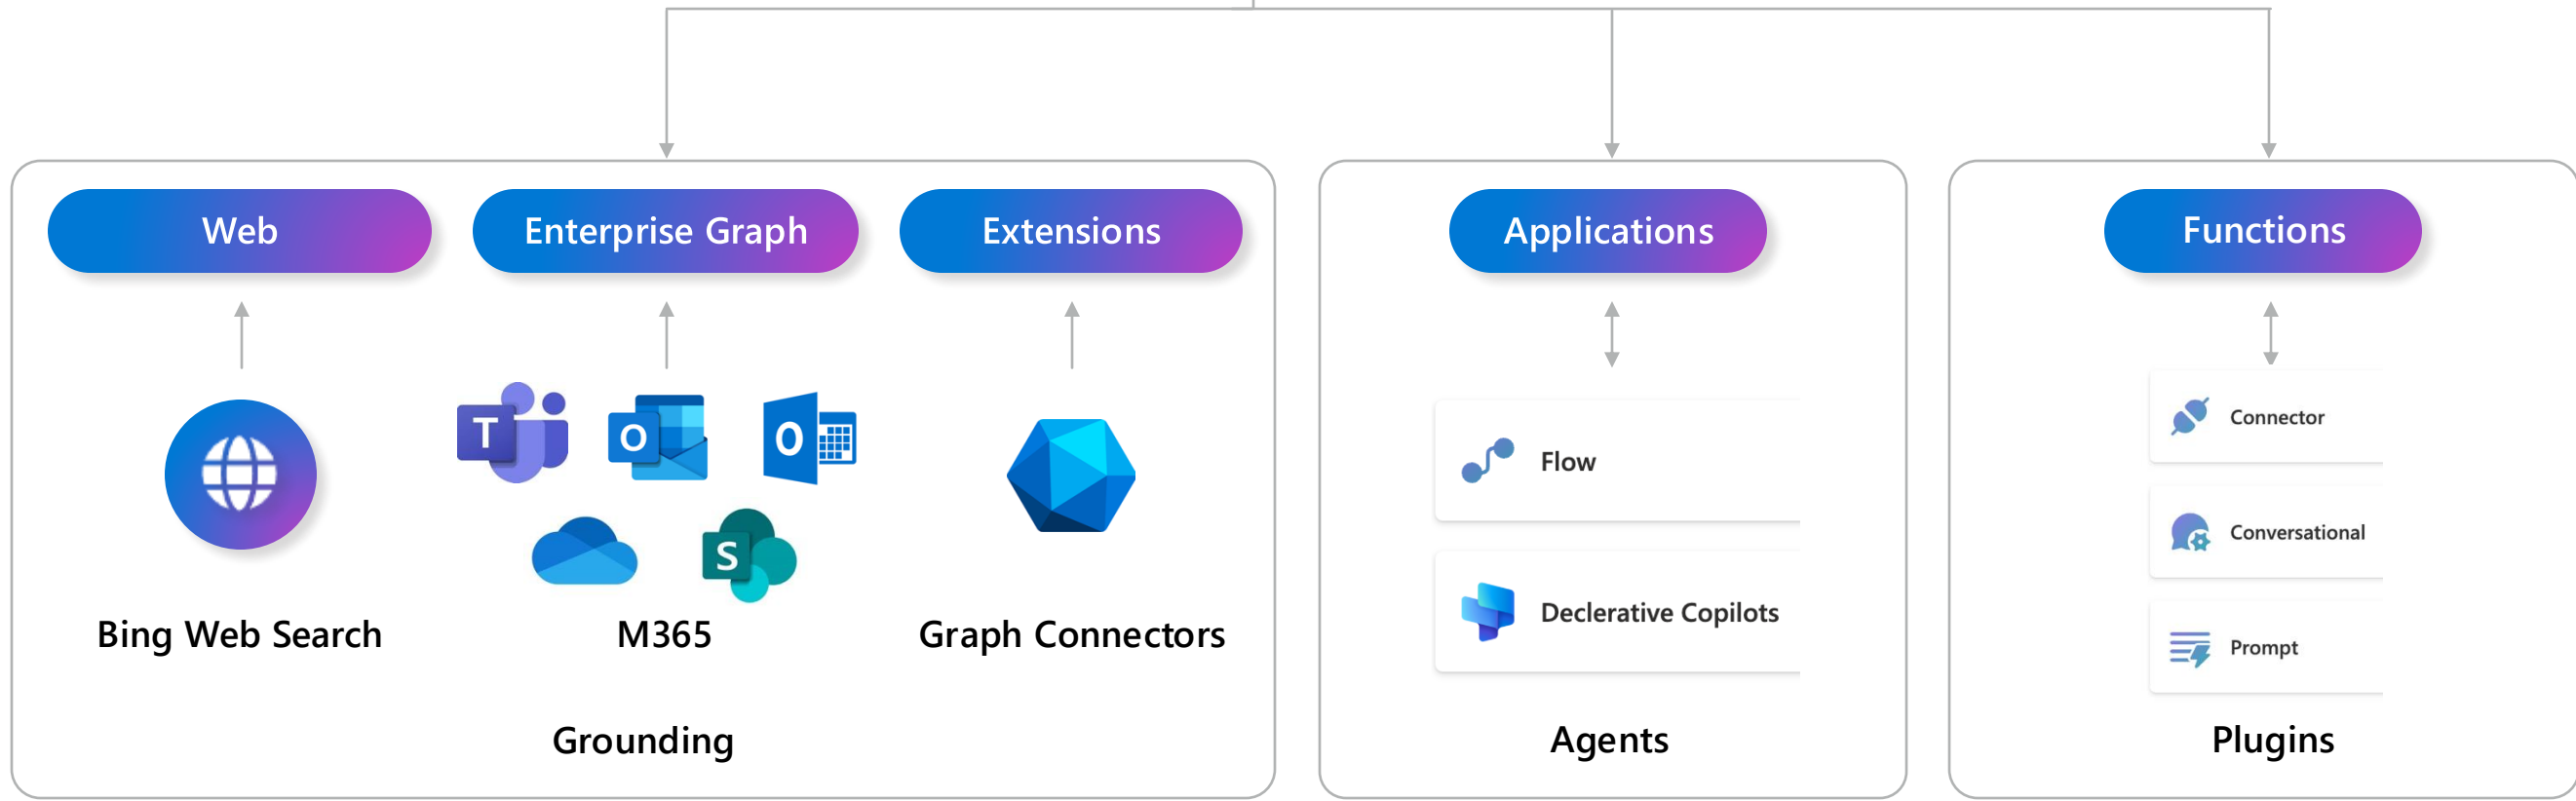 Web
Enterprise Graph
Extensions
Applications
Functions
T
O
O
S
Bing Web Search
M365
Graph Connectors
Grounding
Flow
Declerative Copilots
Agents
Connector
Conversational
Prompt
Plugins